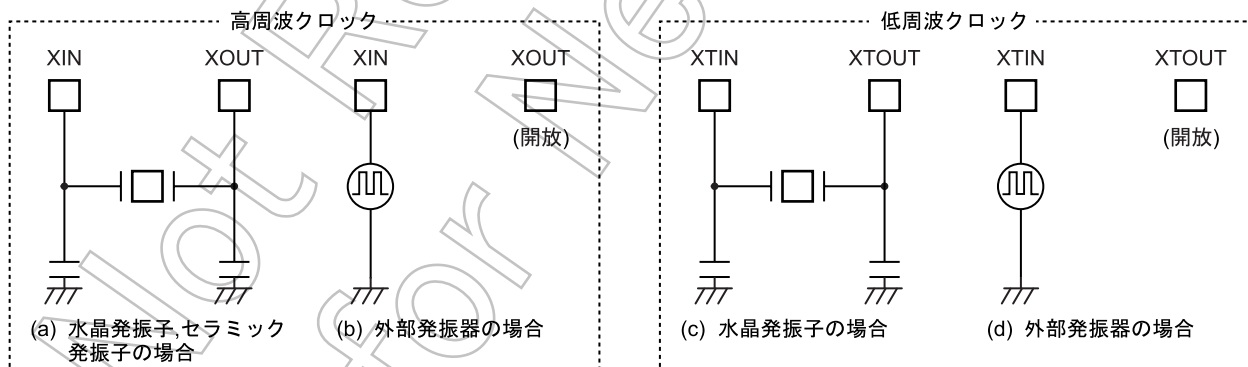 高周波クロック
低周波クロック
XIN
XOUT
XIN
XOUT
XTIN
XTOUT
XTIN
XTOUT
(開放)
(開放)
(a) 水晶発振子,セラミック
発振子の場合
(b) 外部発振器の場合
(c) 水晶発振子の場合
(d) 外部発振器の場合
Not R
for Ne